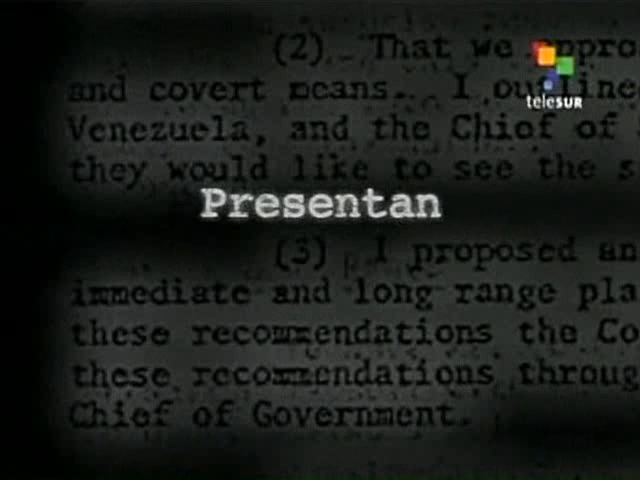 (2) That we appro
and covert means. I outline
Venezuela, and the Chief of
they would like to see the s
Presentan
(3) I proposed an
immediate and long range pla
these recommendations the Co
these recommendations throug
Chief of Government.
teleSUR